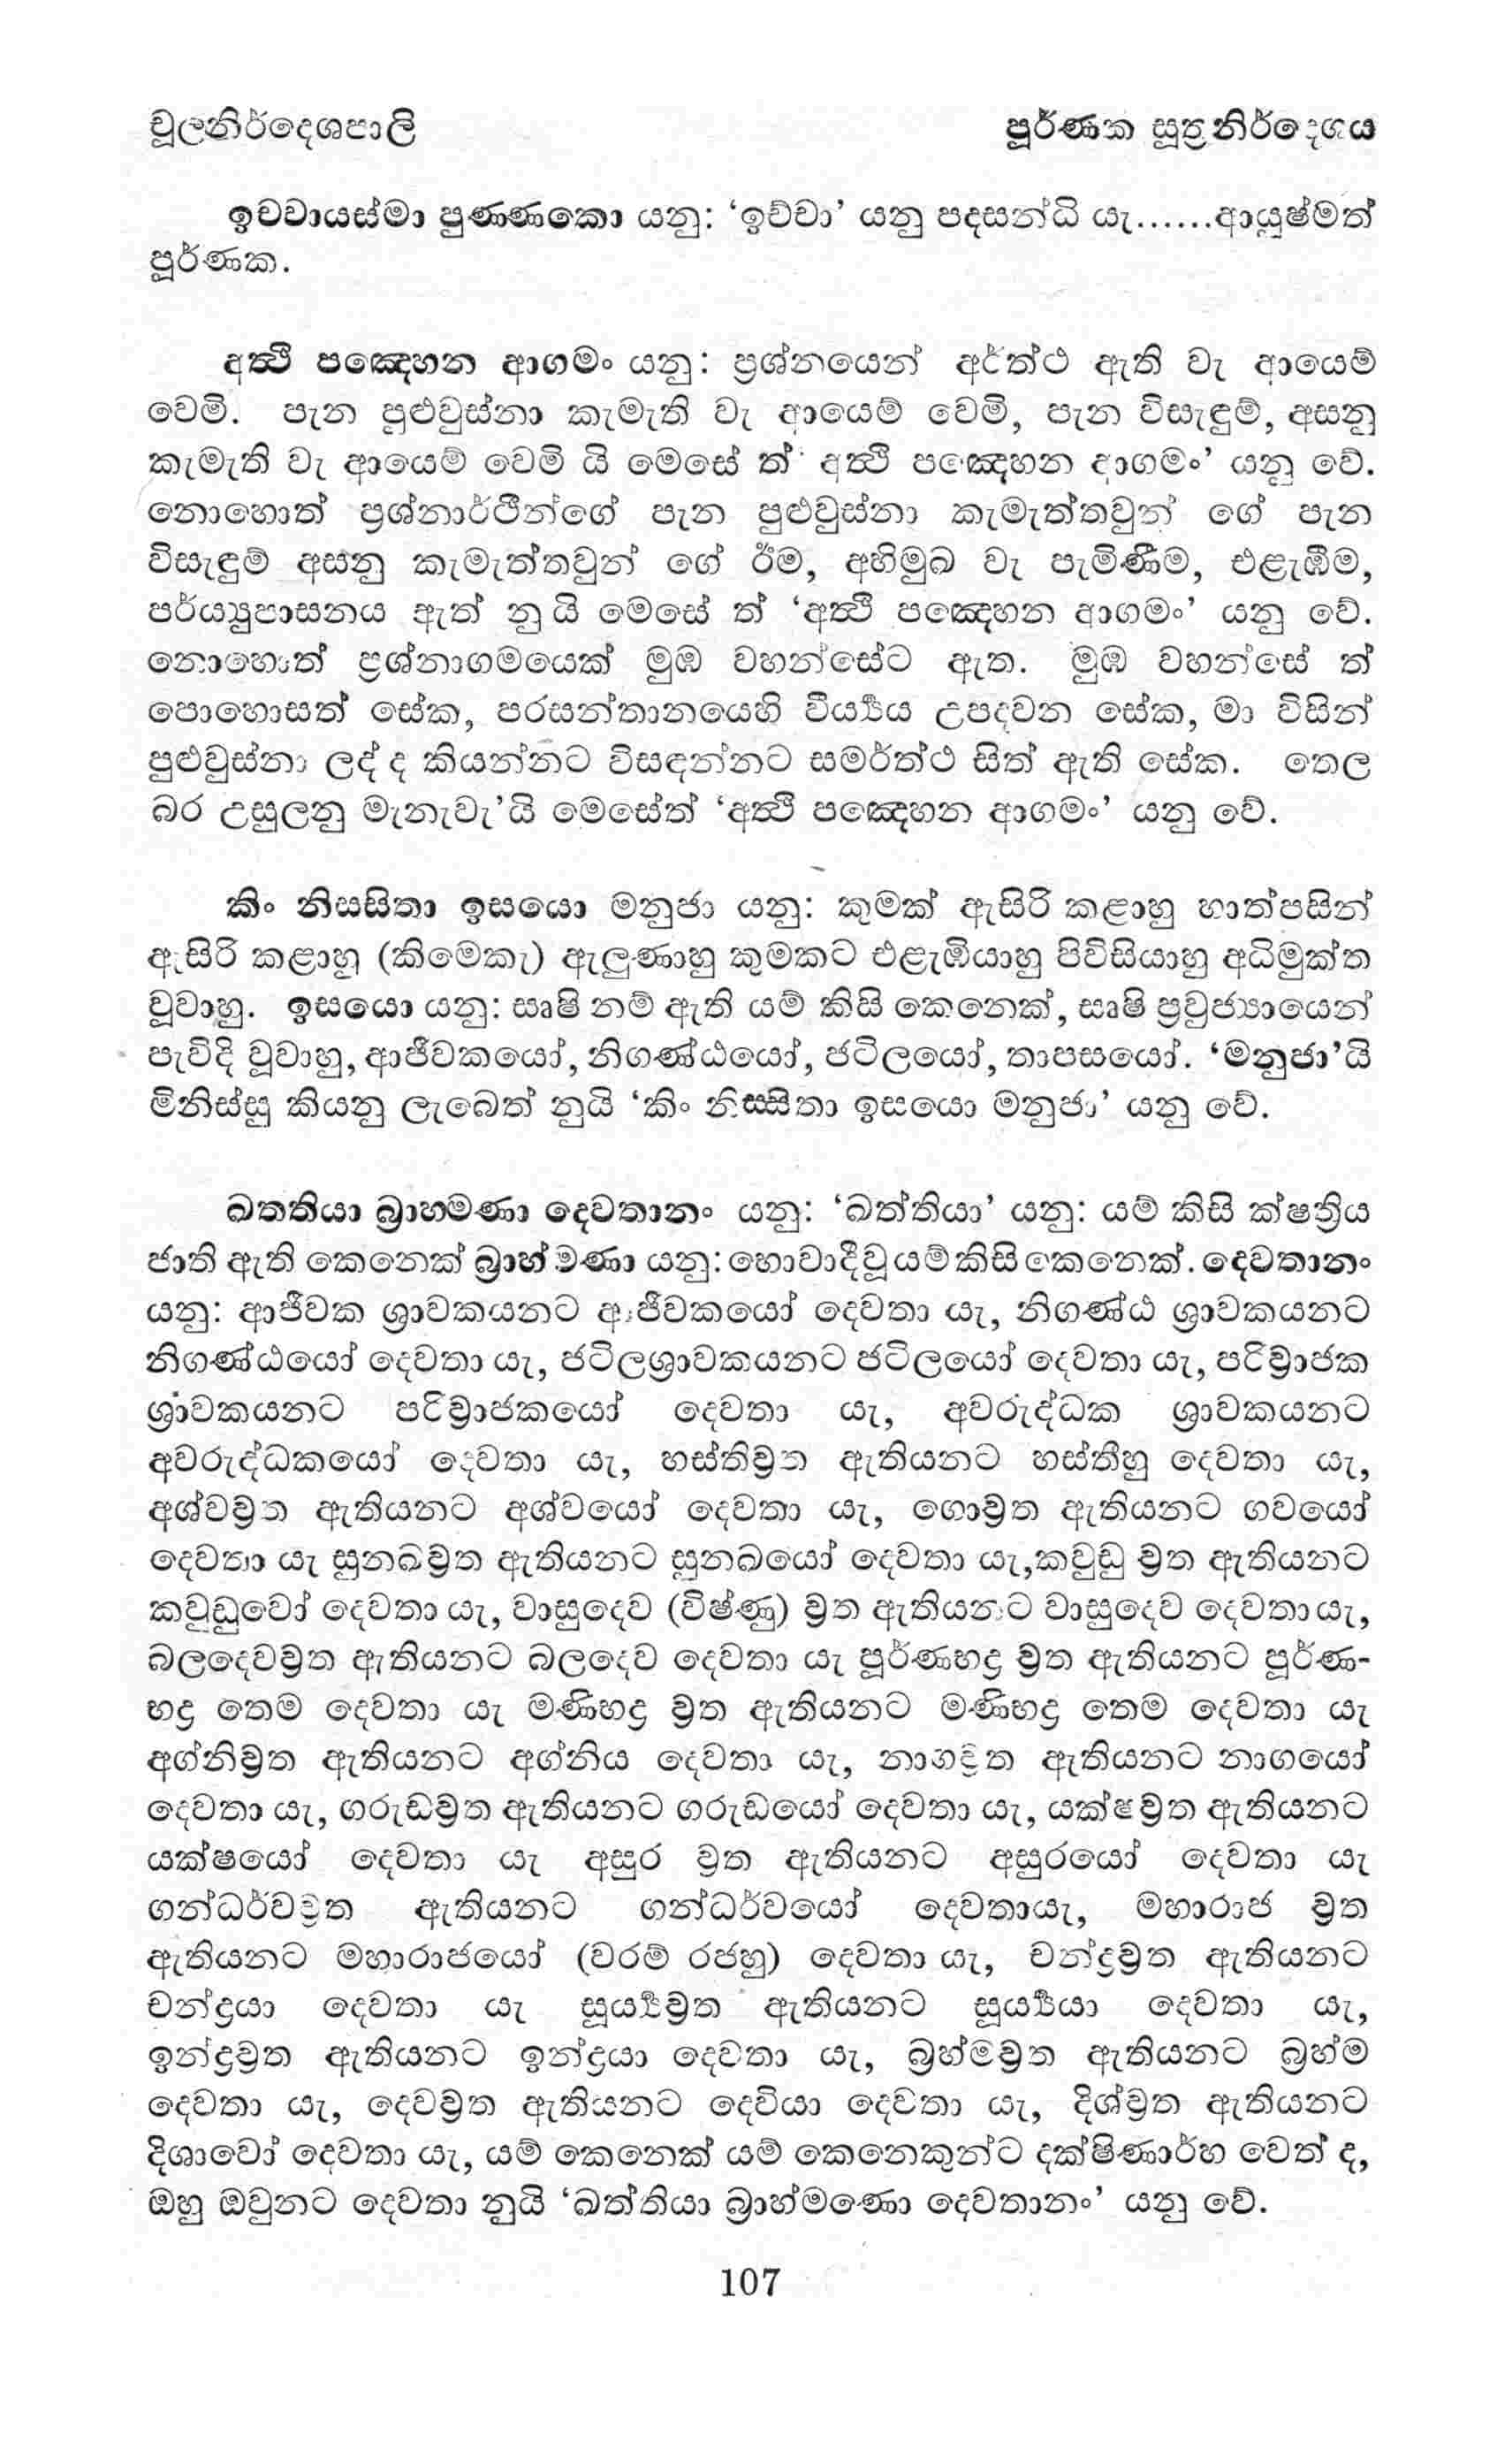 චූලනිර්දෙශපාලි
පූර්ණක සූත්‍රනිර්දෙශය
ඉච්චායස්මා පුණ්ණකො යනු: ‘ඉච්චා’ යනු පදසන්ධි යැ......ආයුෂ්මත්
පූර්ණක.
අත්‍ථි පඤ්හෙන ආගමං යනු: ප්‍රශ්නයෙන් අර්ත්ථ ඇති වැ ආයෙම්
වෙමි. පැන පුළුවුස්නා කැමැති වැ ආයෙම් වෙමි, පැන විසැඳුම්, අසනු
කැමැති වැ ආයෙම් වෙමි යි මෙසේ ත් ‘අත්‍ථි පඤ්හෙන ආගමං’ යනු වේ.
නොහොත් ප්‍රශ්නාර්ථීන්ගේ පැන පුළුවුස්නා කැමැත්තවුන් ගේ පැන
විසැඳුම් අසනු කැමැත්තවුන් ගේ ඊම, අභිමුඛ වැ පැමිණීම, එළැඹීම,
පර්ය්‍යුපාසනය ඇත් නු යි මෙසේ ත් ‘අත්‍ථි පඤ්හෙන ආගමං’ යනු වේ.
නොහොත් ප්‍රශ්නාගමයෙක් මුඹ වහන්සේට ඇත. මුඹ වහන්සේ ත්
පොහොසත් සේක, පරසන්තානයෙහි වීර්‍ය්‍යය උපදවන සේක, මා විසින්
පුළුවුස්නා ලද් ද කියන්නට විසඳන්නට සමර්ත්ථ සිත් ඇති සේක. තෙල
බර උසුලනු මැනැවැ’යි මෙසේත් ‘අත්‍ථි පඤ්හෙන ආගමං’ යනු වේ.
කිං නිස්සිතා ඉසයො මනුජා යනු: කුමක් ඇසිරි කළාහු හාත්පසින්
ඇසිරි කළාහු (කිමෙකැ) ඇලුණාහු කුමකට එළැඹියාහු පිවිසියාහු අධිමුක්ත
වූවාහු. ඉසයො යනු: සෘෂි නම් ඇති යම් කිසි කෙනෙක්, සෘෂි ප්‍රව්‍රජ්‍යායෙන්
පැවිදි වූවාහු, ආජීවකයෝ, නිගණ්ඨයෝ, ජටිලයෝ, තාපසයෝ. ‘මනුජා’යි
මිනිස්සු කියනු ලැබෙත් නුයි ‘කිං නිස්සිතා ඉසයො මනුජා’ යනු වේ.
ඛත්තියා බ්‍රාහ්මණා දෙවතානං යනු: ‘ඛත්තියා’ යනු: යම් කිසි ක්ෂත්‍රිය
ජාති ඇති කෙනෙක් බ්‍රාහ්මණා යනු: හොවාදීවූ යම් කිසි කෙනෙක්. දෙවතානං
යනු: ආජීවක ශ්‍රාවකයනට ආජීවකයෝ දෙවතා යැ, නිගණ්ඨ ශ්‍රාවකයනට
නිගණ්ඨයෝ දෙවතා යැ, ජටිලශ්‍රාවකයනට ජටිලයෝ දෙවතා යැ, පරිව්‍රාජක
ශ්‍රාවකයනට පරිව්‍රාජකයෝ දෙවතා යැ, අවරුද්ධක ශ්‍රාවකයනට
අවරුද්ධකයෝ දෙවතා යැ, හස්තිව්‍රත ඇතියනට හස්තීහු දෙවතා යැ,
අශ්වව්‍රත ඇතියනට අශ්වයෝ දෙවතා යැ, ගොව්‍රත ඇතියනට ගවයෝ
දෙවතා යැ සුනඛව්‍රත ඇතියනට සුනඛයෝ දෙවතා යැ,කවුඩු ව්‍රත ඇතියනට
කවුඩුවෝ දෙවතා යැ, වාසුදෙව (විෂ්ණු) ව්‍රත ඇතියනට වාසුදෙව දෙවතා යැ,
බලදෙවව්‍රත ඇතියනට බලදෙව දෙවතා යැ පූර්ණභද්‍ර ව්‍රත ඇතියනට පූර්ණ-
භද්‍ර තෙම දෙවතා යැ මණිභද්‍ර ව්‍රත ඇතියනට මණිභද්‍ර තෙම දෙවතා යැ
අග්නිව්‍රත ඇතියනට අග්නිය දෙවතා යැ, නාගව්‍රත ඇතියනට නාගයෝ
දෙවතා යැ, ගරුඩව්‍රත ඇතියනට ගරුඩයෝ දෙවතා යැ, යක්ෂව්‍රත ඇතියනට
යක්ෂයෝ දෙවතා යැ අසුර ව්‍රත ඇතියනට අසුරයෝ දෙවතා යැ
ගන්ධර්වව්‍රත ඇතියනට ගන්ධර්වයෝ දෙවතායැ, මහාරාජ ව්‍රත
ඇතියනට මහාරාජයෝ (වරම් රජහු) දෙවතා යැ, චන්ද්‍රව්‍රත ඇතියනට
චන්ද්‍රයා දෙවතා යැ සූර්‍ය්‍යව්‍රත ඇතියනට සූර්‍ය්‍යයා දෙවතා යැ,
ඉන්ද්‍රව්‍රත ඇතියනට ඉන්ද්‍රයා දෙවතා යැ, බ්‍රහ්මව්‍රත ඇතියනට බ්‍රහ්ම
දෙවතා යැ, දෙවව්‍රත ඇතියනට දෙවියා දෙවතා යැ, දිශ්ව්‍රත ඇතියනට
දිශාවෝ දෙවතා යැ, යම් කෙනෙක් යම් කෙනෙකුන්ට දක්ෂිණාර්හ වෙත් ද,
ඔහු ඔවුනට දෙවතා නුයි ‘ඛත්තියා බ්‍රාහ්මණො දෙවතානං’ යනු වේ.
107